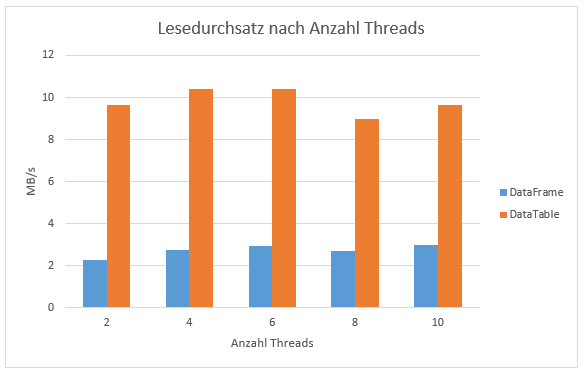 Lesedurchsatz nach Anzahl Threads
12
10
8
6
4
2
0
MB/s
2 4 6 8 10
Anzahl Threads
DataFrame
DataTable